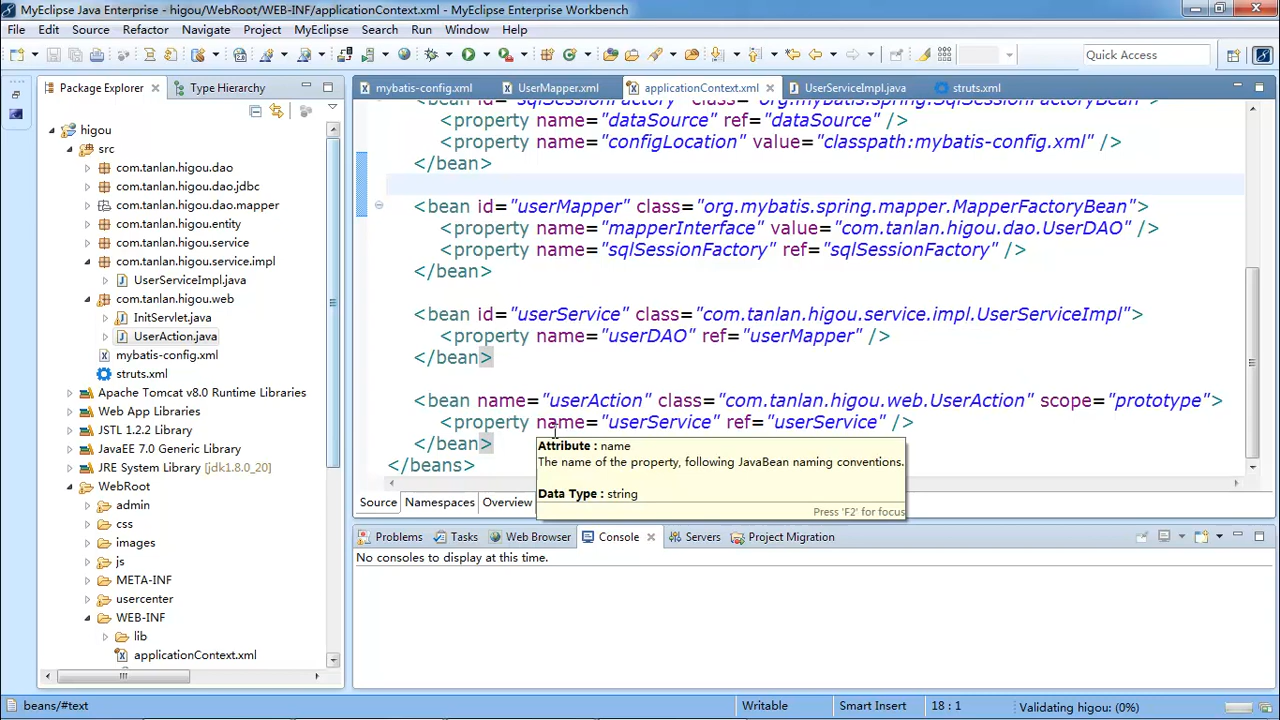 MyEclipse Java Enterprise - higou/WebRoot/WEB-INF/applicationContext.xml - MyEclipse Enterprise Workbench
File Edit Source Refactor Navigate Project MyEclipse Search Run Window Help
Quick Access
Package Explorer Type Hierarchy
mybatis-config.xml UserMapper.xml applicationContext.xml UserServiceImpl.java struts.xml
higou
src
com.tanlan.higou.dao
com.tanlan.higou.dao.jdbc
com.tanlan.higou.dao.mapper
com.tanlan.higou.entity
com.tanlan.higou.service
com.tanlan.higou.service.impl
UserServiceImpl.java
com.tanlan.higou.web
InitServlet.java
UserAction.java
mybatis-config.xml
struts.xml
Apache Tomcat v8.0 Runtime Libraries
Web App Libraries
JSTL 1.2.2 Library
JavaEE 7.0 Generic Library
JRE System Library [jdk1.8.0_20]
WebRoot
admin
css
images
js
META-INF
usercenter
WEB-INF
lib
applicationContext.xml
<bean id="sqlSessionFactory" class="org.mybatis.spring.SqlSessionFactoryBean">
<property name="dataSource" ref="dataSource" />
<property name="configLocation" value="classpath:mybatis-config.xml" />
</bean>
<bean id="userMapper" class="org.mybatis.spring.mapper.MapperFactoryBean">
<property name="mapperInterface" value="com.tanlan.higou.dao.UserDAO" />
<property name="sqlSessionFactory" ref="sqlSessionFactory" />
</bean>
<bean id="userService" class="com.tanlan.higou.service.impl.UserServiceImpl">
<property name="userDAO" ref="userMapper" />
</bean>
<bean name="userAction" class="com.tanlan.higou.web.UserAction" scope="prototype">
<property name="userService" ref="userService" />
</bean>
</beans>
Attribute : name
The name of the property, following JavaBean naming conventions.
Data Type : string
Press 'F2' for focus
Source Namespaces Overview
Problems Tasks Web Browser Console Servers Project Migration
No consoles to display at this time.
beans/#text Writable Smart Insert 18 : 1 Validating higou: (0%)